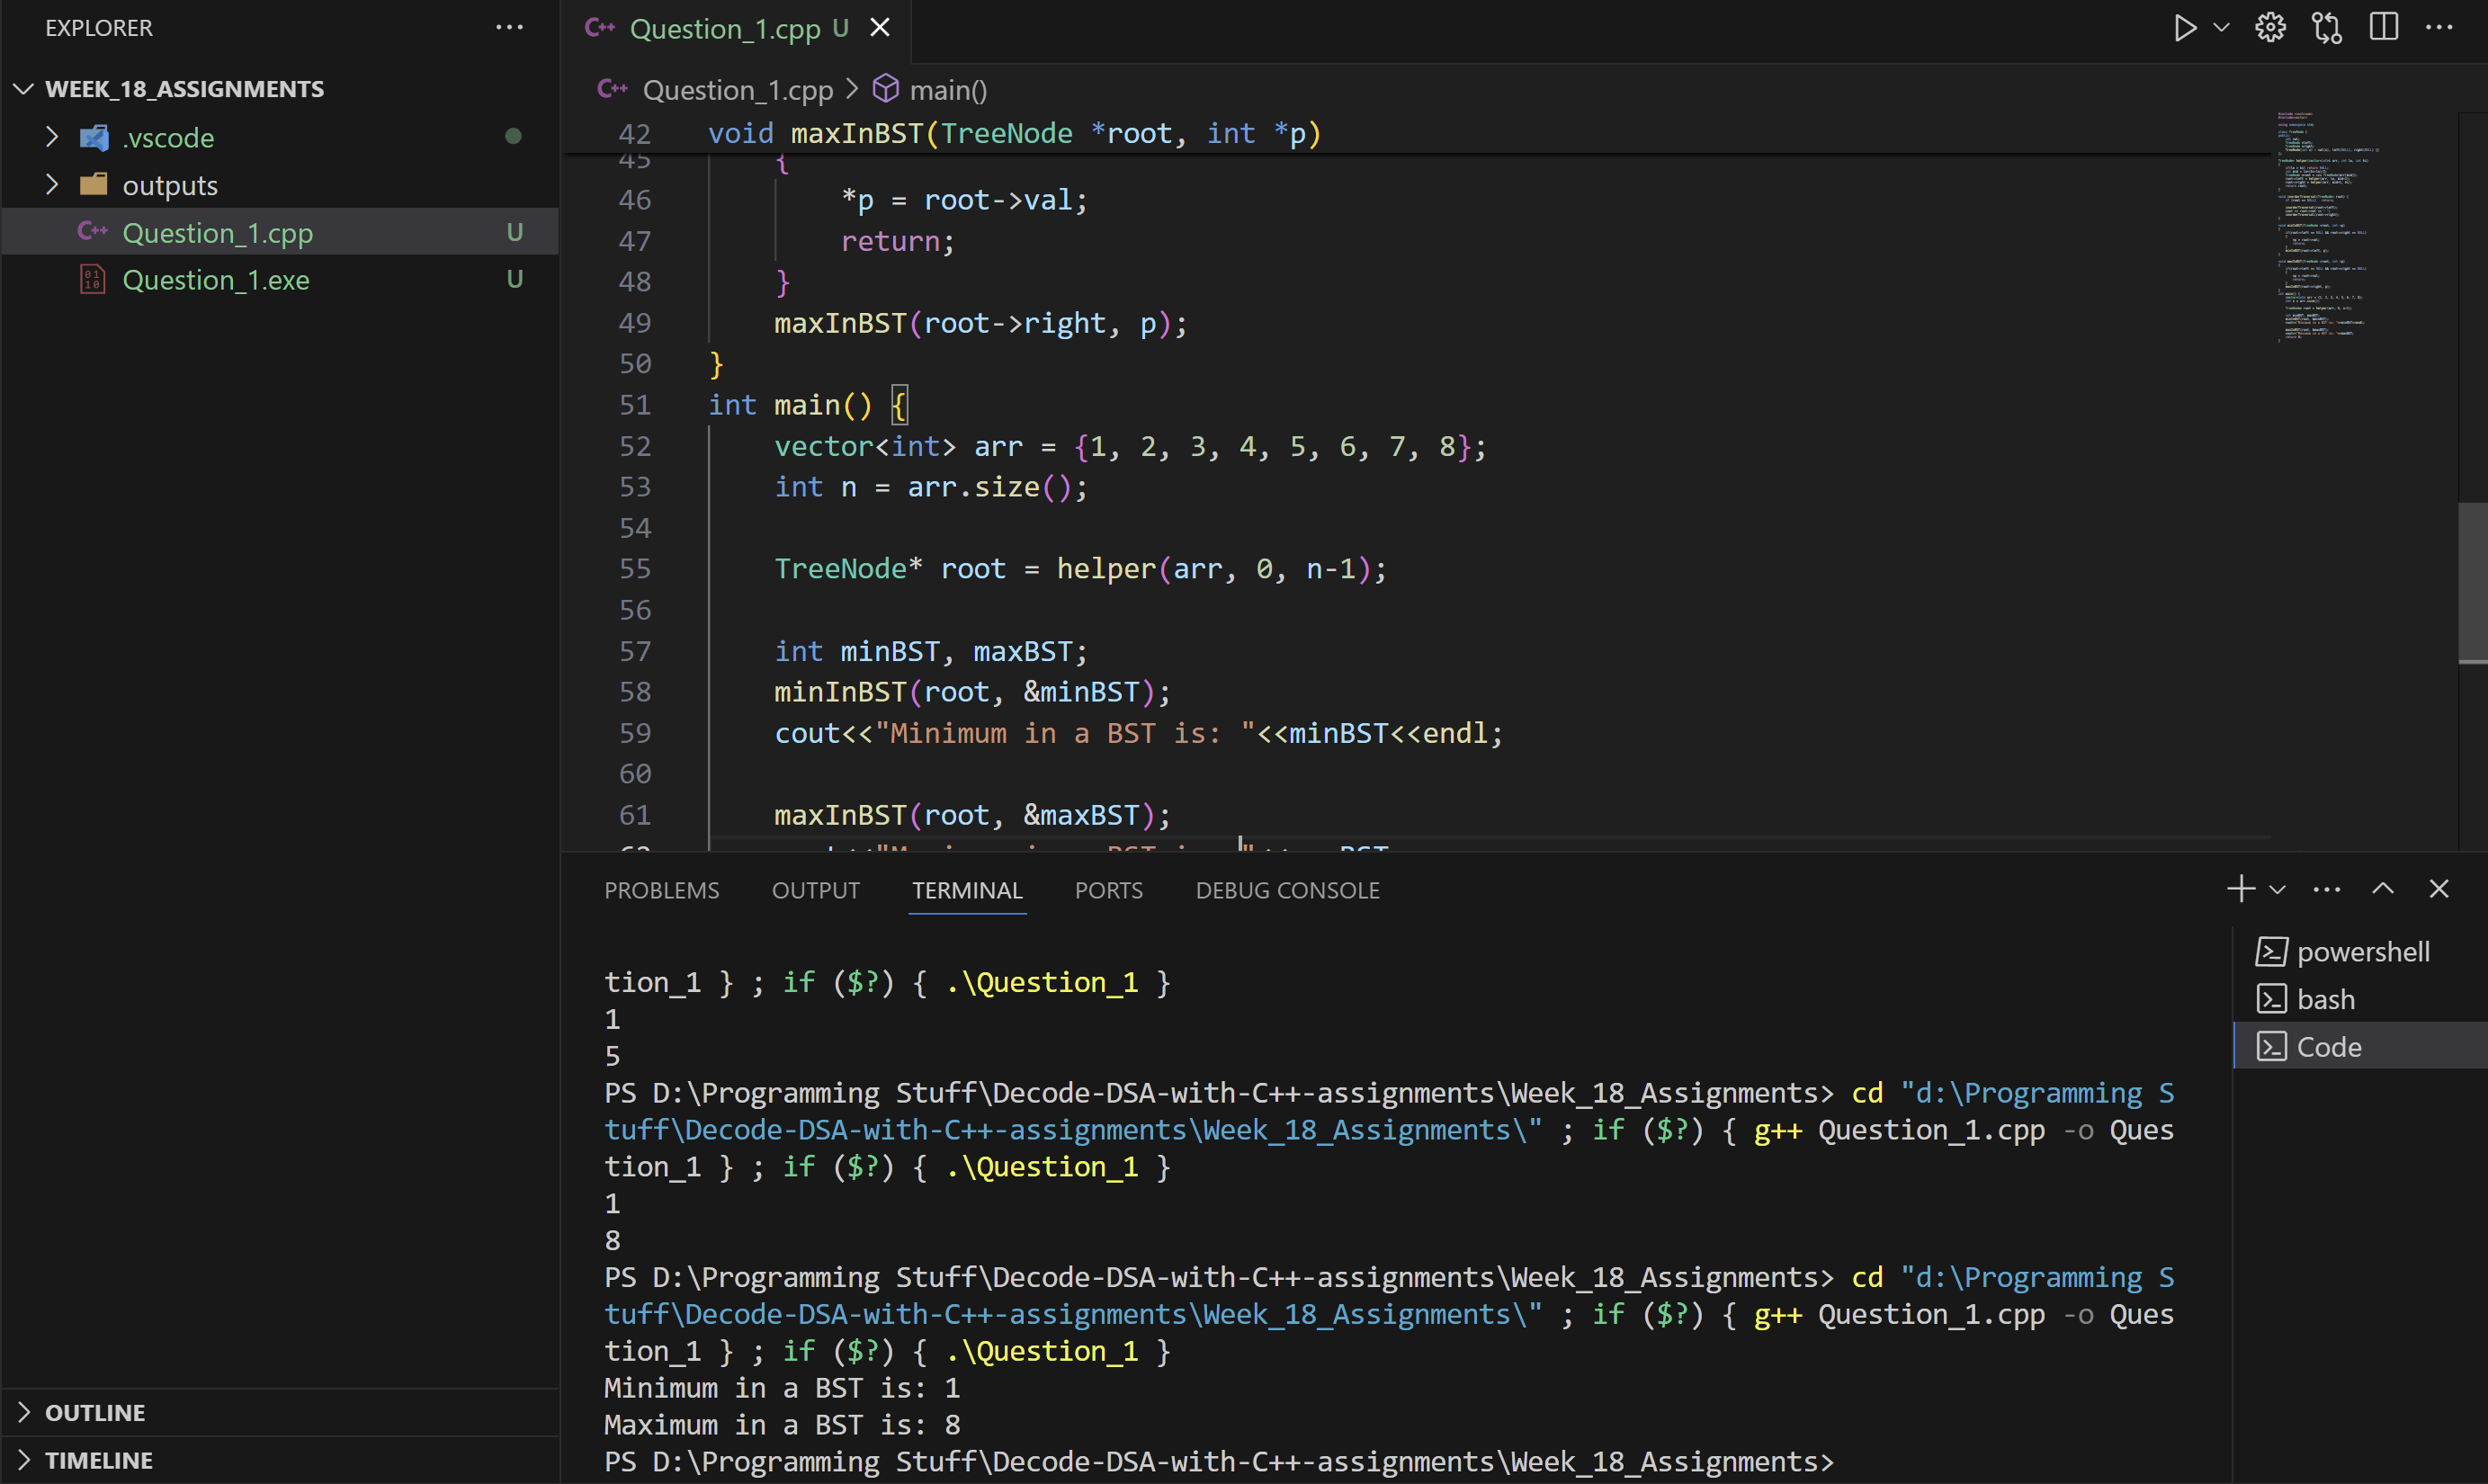 EXPLORER
WEEK_18_ASSIGNMENTS
.vscode
outputs
Question_1.cpp U
Question_1.exe U
OUTLINE
TIMELINE
Question_1.cpp U
Question_1.cpp > main()
42 void maxInBST(TreeNode *root, int *p)
45 {
46 *p = root->val;
47 return;
48 }
49 maxInBST(root->right, p);
50 }
51 int main() {
52 vector<int> arr = {1, 2, 3, 4, 5, 6, 7, 8};
53 int n = arr.size();
54
55 TreeNode* root = helper(arr, 0, n-1);
56
57 int minBST, maxBST;
58 minInBST(root, &minBST);
59 cout<<"Minimum in a BST is: "<<minBST<<endl;
60
61 maxInBST(root, &maxBST);
PROBLEMS OUTPUT TERMINAL PORTS DEBUG CONSOLE
tion_1 } ; if ($?) { .\Question_1 }
1
5
PS D:\Programming Stuff\Decode-DSA-with-C++-assignments\Week_18_Assignments> cd "d:\Programming S
tuff\Decode-DSA-with-C++-assignments\Week_18_Assignments\" ; if ($?) { g++ Question_1.cpp -o Ques
tion_1 } ; if ($?) { .\Question_1 }
1
8
PS D:\Programming Stuff\Decode-DSA-with-C++-assignments\Week_18_Assignments> cd "d:\Programming S
tuff\Decode-DSA-with-C++-assignments\Week_18_Assignments\" ; if ($?) { g++ Question_1.cpp -o Ques
tion_1 } ; if ($?) { .\Question_1 }
Minimum in a BST is: 1
Maximum in a BST is: 8
PS D:\Programming Stuff\Decode-DSA-with-C++-assignments\Week_18_Assignments>
powershell
bash
Code